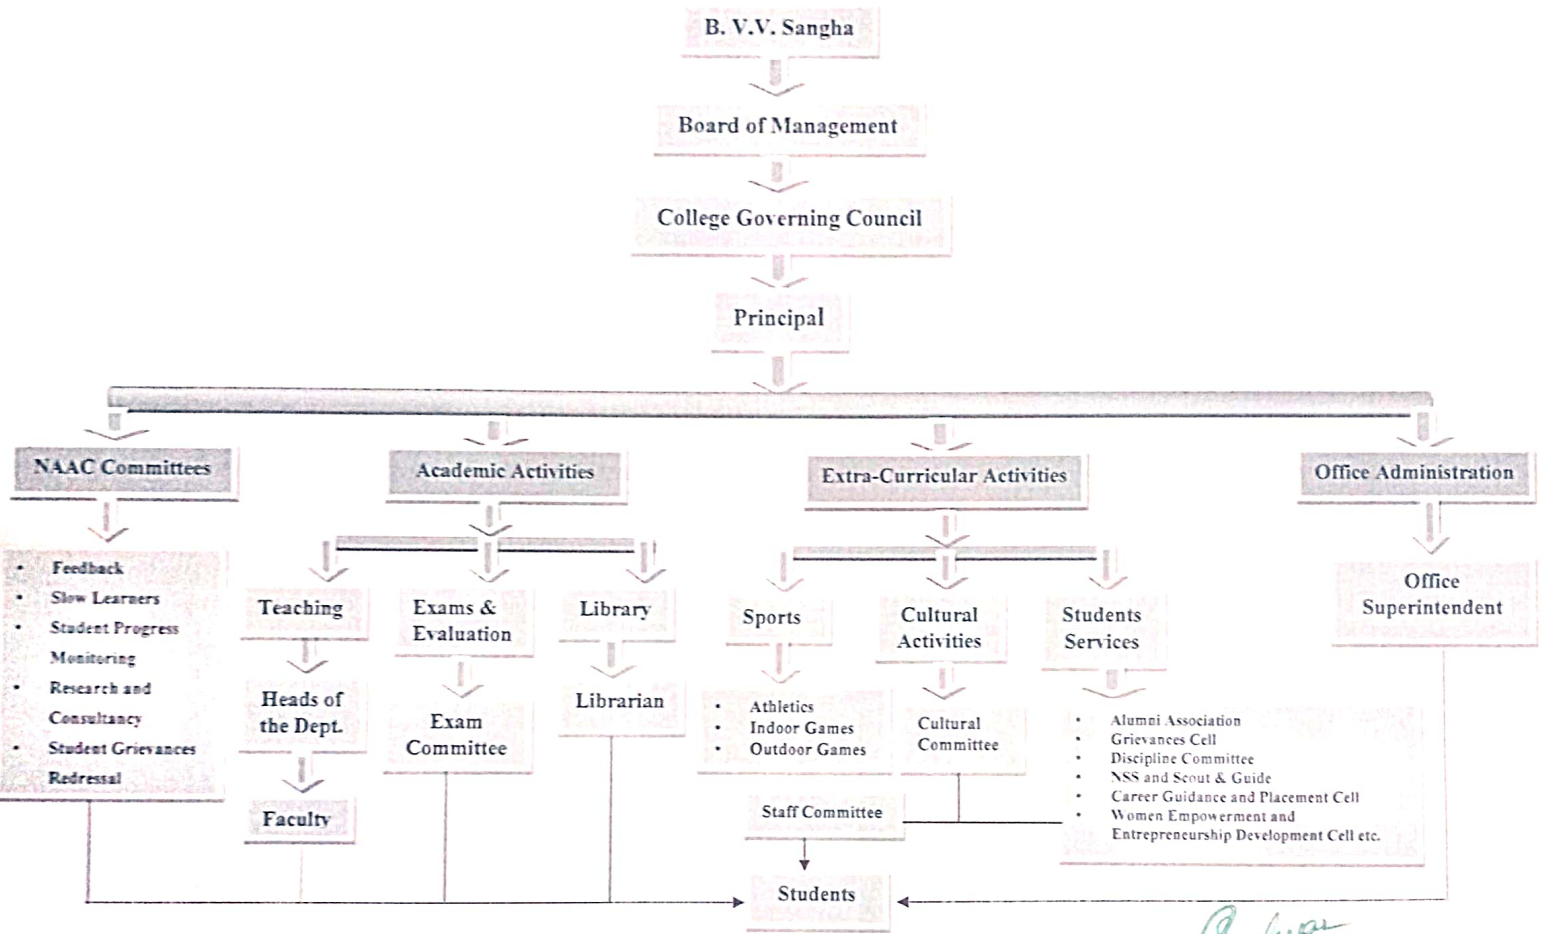 B. V.V. Sangha
Board of Management
College Governing Council
Principal
NAAC Committees
Academic Activities
Extra-Curricular Activities
Office Administration
• Feedback
• Slow Learners
• Student Progress
Monitoring
• Research and
Consultancy
• Student Grievances
Redressal
Teaching
Heads of
the Dept.
Faculty
Exams &
Evaluation
Exam
Committee
Library
Librarian
Sports
• Athletics
• Indoor Games
• Outdoor Games
Cultural
Activities
Cultural
Committee
Students
Services
• Alumni Association
• Grievances Cell
• Discipline Committee
• NSS and Scout & Guide
• Career Guidance and Placement Cell
• Women Empowerment and
Entrepreneurship Development Cell etc.
Office
Superintendent
Staff Committee
Students